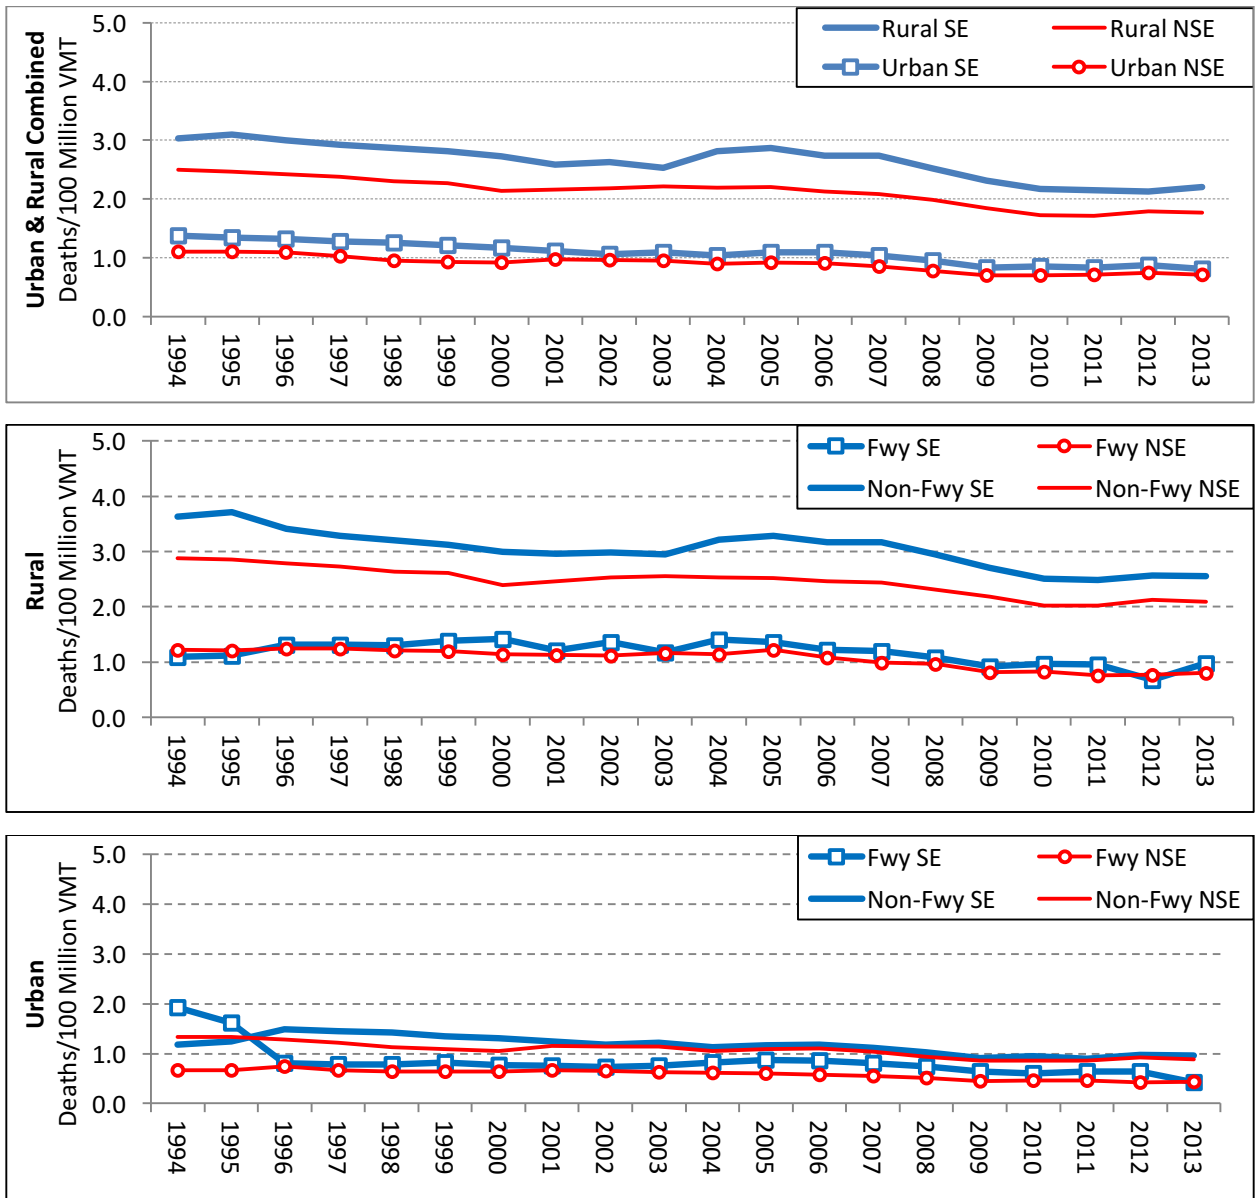 Urban & Rural Combined
Deaths/100 Million VMT
5.0
4.0
3.0
2.0
1.0
0.0
Rural SE
Rural NSE
Urban SE
Urban NSE
1994 1995 1996 1997 1998 1999 2000 2001 2002 2003 2004 2005 2006 2007 2008 2009 2010 2011 2012 2013
Rural
Deaths/100 Million VMT
5.0
4.0
3.0
2.0
1.0
0.0
Fwy SE
Fwy NSE
Non-Fwy SE
Non-Fwy NSE
1994 1995 1996 1997 1998 1999 2000 2001 2002 2003 2004 2005 2006 2007 2008 2009 2010 2011 2012 2013
Urban
Deaths/100 Million VMT
5.0
4.0
3.0
2.0
1.0
0.0
Fwy SE
Fwy NSE
Non-Fwy SE
Non-Fwy NSE
1994 1995 1996 1997 1998 1999 2000 2001 2002 2003 2004 2005 2006 2007 2008 2009 2010 2011 2012 2013